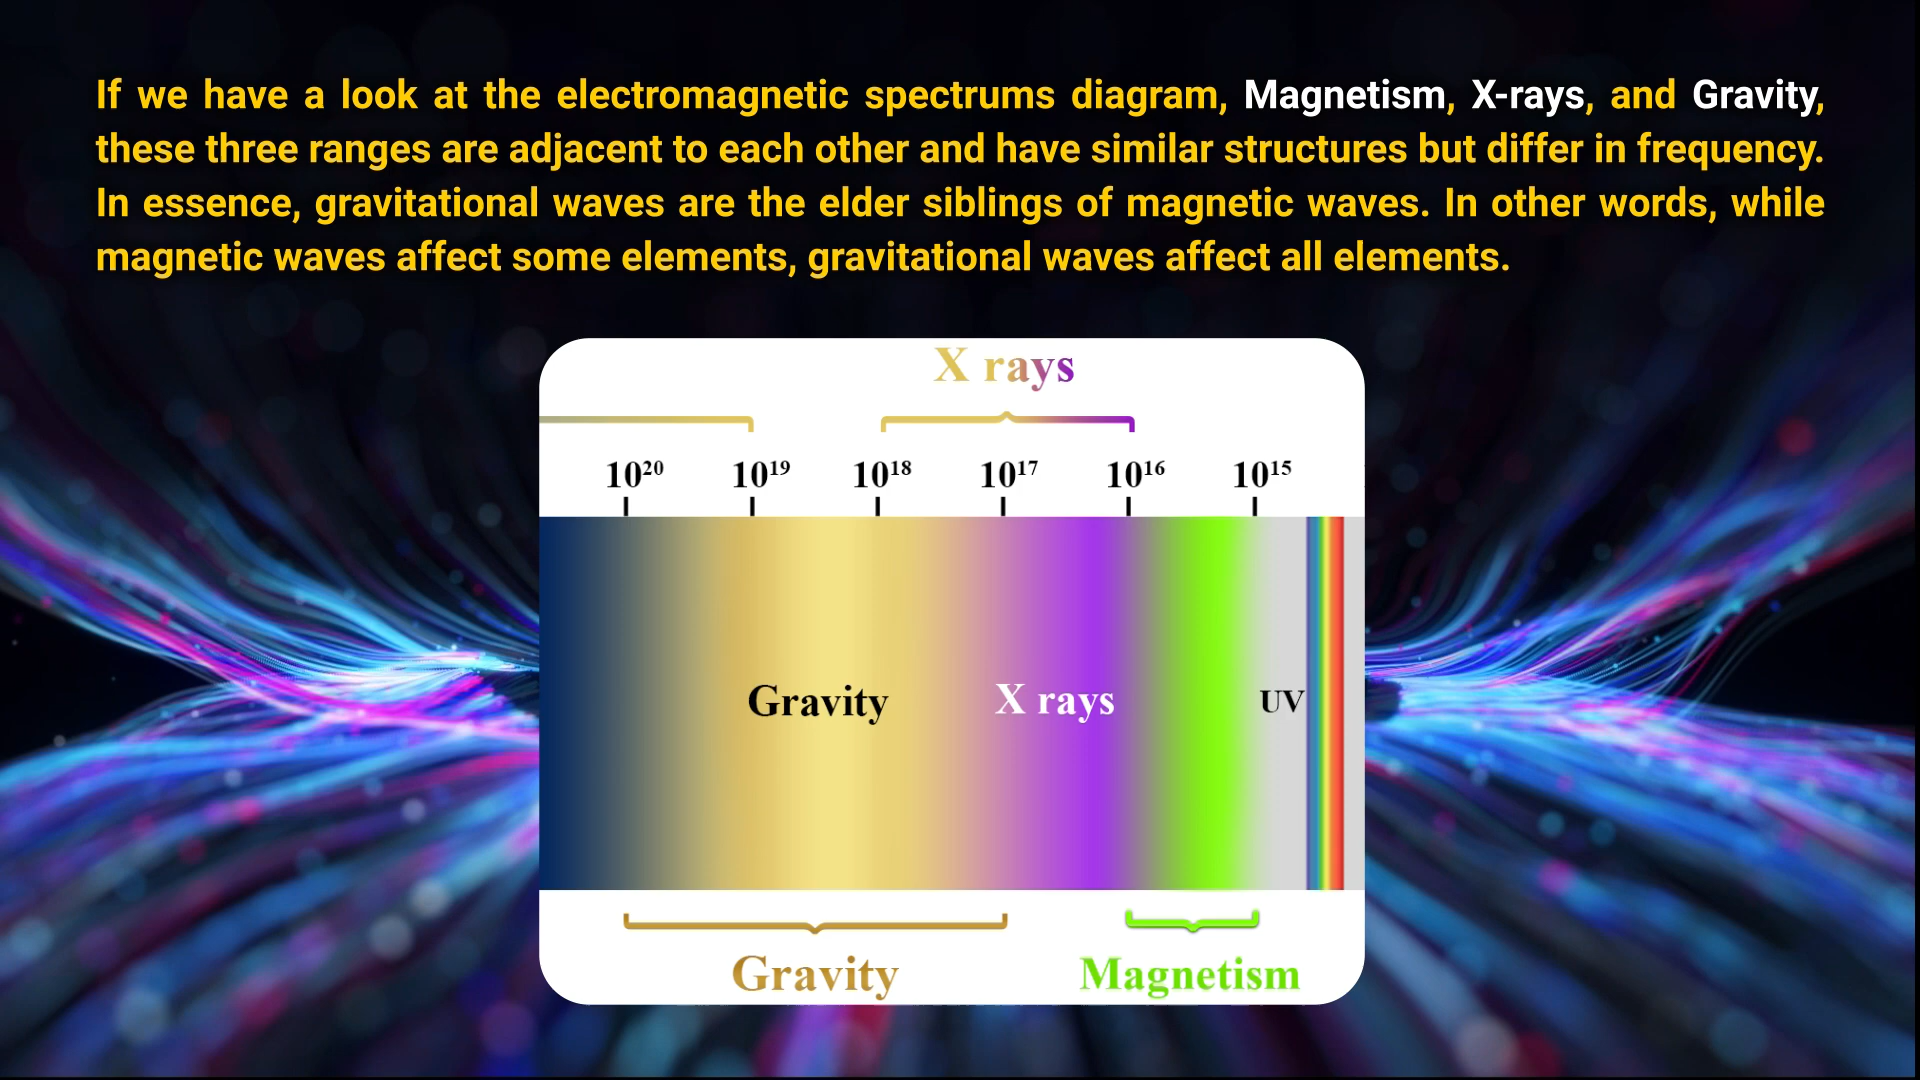 If we have a look at the electromagnetic spectrums diagram, Magnetism, X-rays, and Gravity,
these three ranges are adjacent to each other and have similar structures but differ in frequency.
In essence, gravitational waves are the elder siblings of magnetic waves. In other words, while
magnetic waves affect some elements, gravitational waves affect all elements.
X rays
10²⁰ 10¹⁹ 10¹⁸ 10¹⁷ 10¹⁶ 10¹⁵
Gravity X rays UV
Gravity Magnetism